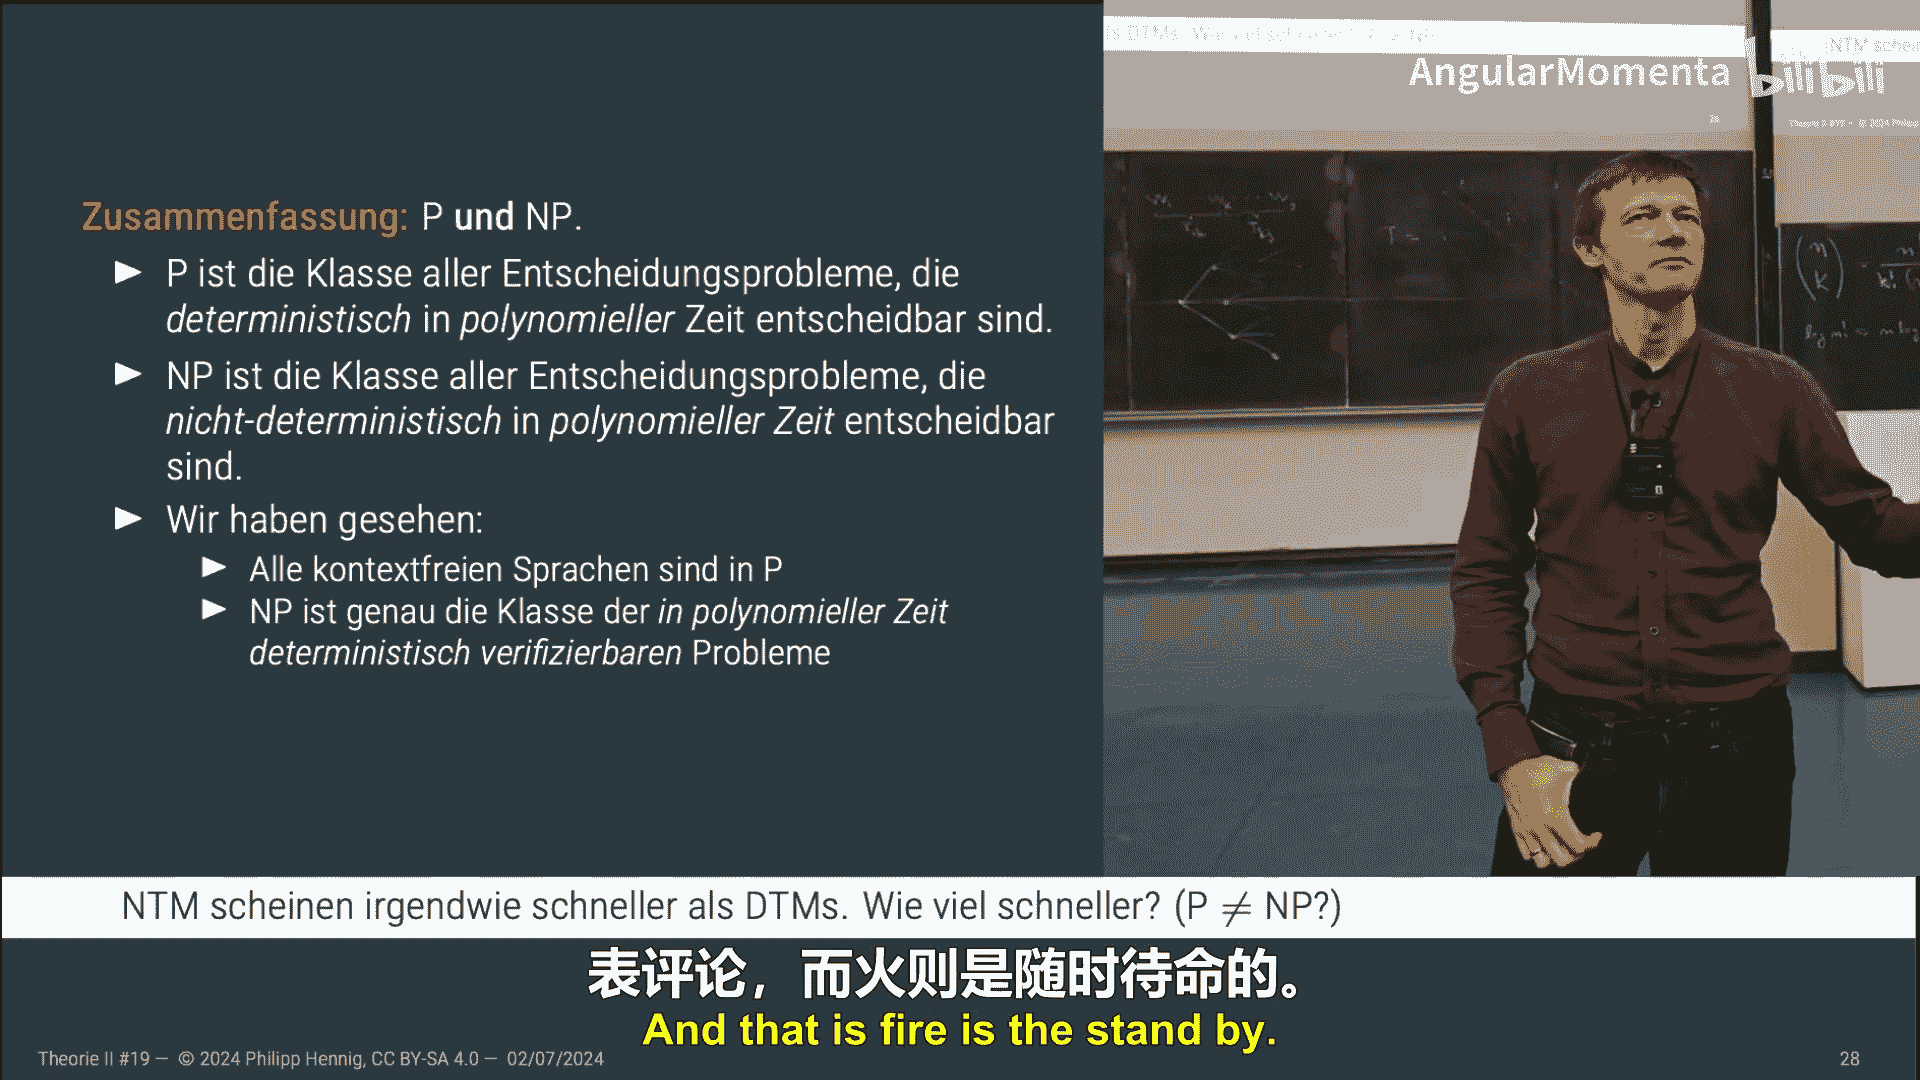 Zusammenfassung: P und NP.
► P ist die Klasse aller Entscheidungsprobleme, die
deterministisch in polynomieller Zeit entscheidbar sind.
► NP ist die Klasse aller Entscheidungsprobleme, die
nicht-deterministisch in polynomieller Zeit entscheidbar
sind.
► Wir haben gesehen:
► Alle kontextfreien Sprachen sind in P
► NP ist genau die Klasse der in polynomieller Zeit
deterministisch verifizierbaren Probleme
AngularMomenta bilibili
28
NTM scheinen irgendwie schneller als DTMs. Wie viel schneller? (P ≠ NP?)
表评论，而火则是随时待命的。
And that is fire is the stand by.
Theorie II #19 — © 2024 Philipp Hennig, CC BY-SA 4.0 — 02/07/2024
28